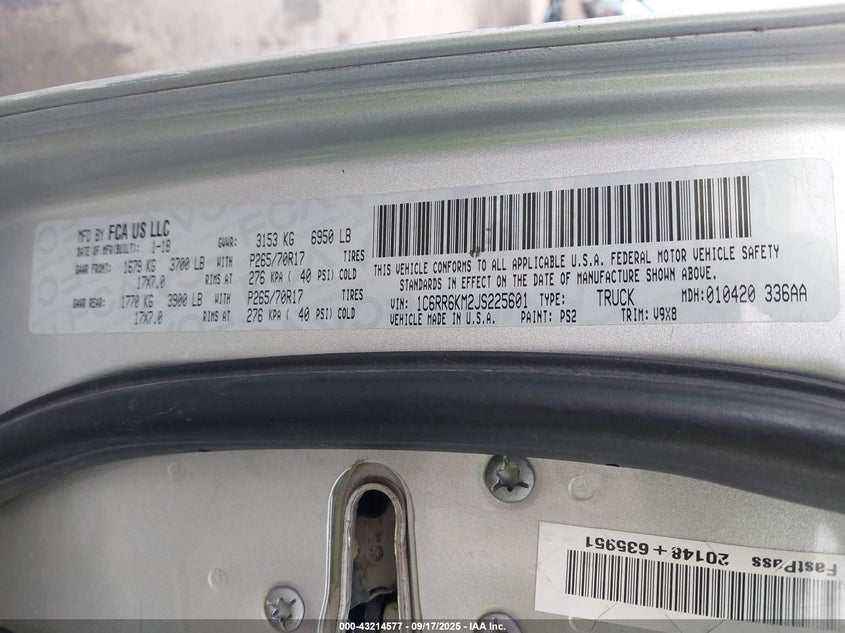 MFD BY FCA US LLC
DATE OF MFR(BUILT): 1-18 GVWR: 3153 KG 6950 LB
GAWR FRONT: 1679 KG 3700 LB WITH P265/70R17 TIRES
17X7.0 RIMS AT 276 KPA ( 40 PSI) COLD
GAWR REAR: 1770 KG 3900 LB WITH P265/70R17 TIRES
17X7.0 RIMS AT 276 KPA ( 40 PSI) COLD
THIS VEHICLE CONFORMS TO ALL APPLICABLE U.S.A. FEDERAL MOTOR VEHICLE SAFETY
STANDARDS IN EFFECT ON THE DATE OF MANUFACTURE SHOWN ABOVE.
VIN: 1C6RR6KM2JS225601 TYPE: TRUCK MDH:010420 336AA
VEHICLE MADE IN U.S.A. PAINT: PS2 TRIM: V9X8
FastPass 20148+635951
000-43214577 - 09/17/2025 - IAA Inc.